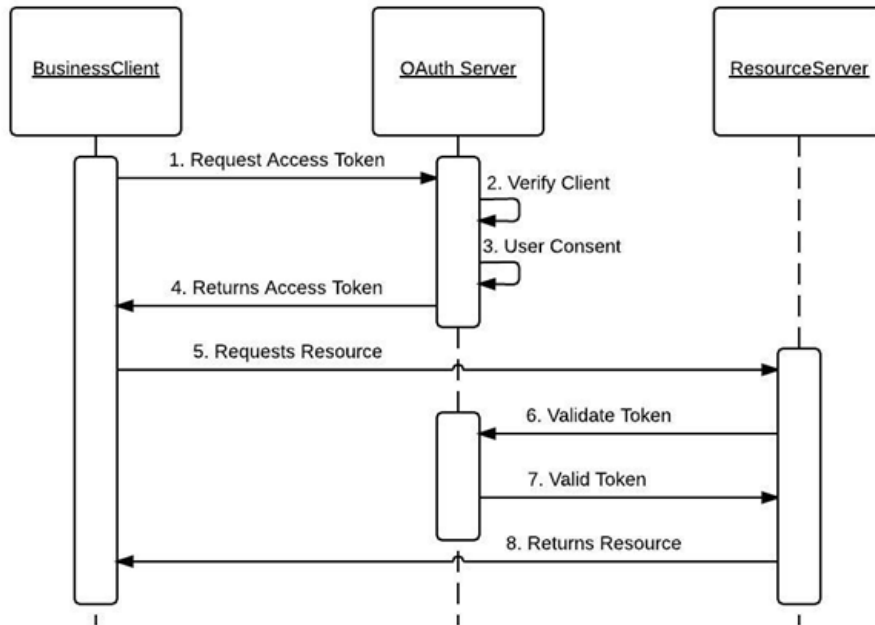 BusinessClient
OAuth Server
ResourceServer
1. Request Access Token
2. Verify Client
3. User Consent
4. Returns Access Token
5. Requests Resource
6. Validate Token
7. Valid Token
8. Returns Resource